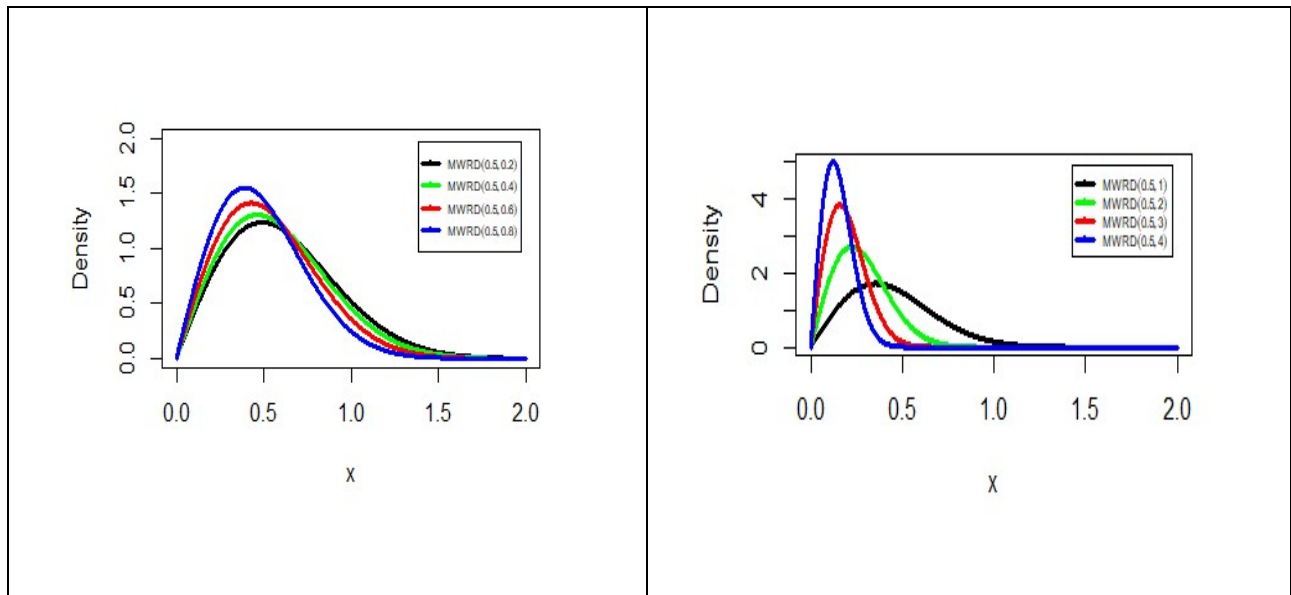 2.0
1.5
1.0
0.5
0.0
Density
MWRD(0.5,0.2)
MWRD(0.5,0.4)
MWRD(0.5,0.6)
MWRD(0.5,0.8)
0.0 0.5 1.0 1.5 2.0
X
4
2
0
Density
MWRD(0.5,1)
MWRD(0.5,2)
MWRD(0.5,3)
MWRD(0.5,4)
0.0 0.5 1.0 1.5 2.0
X